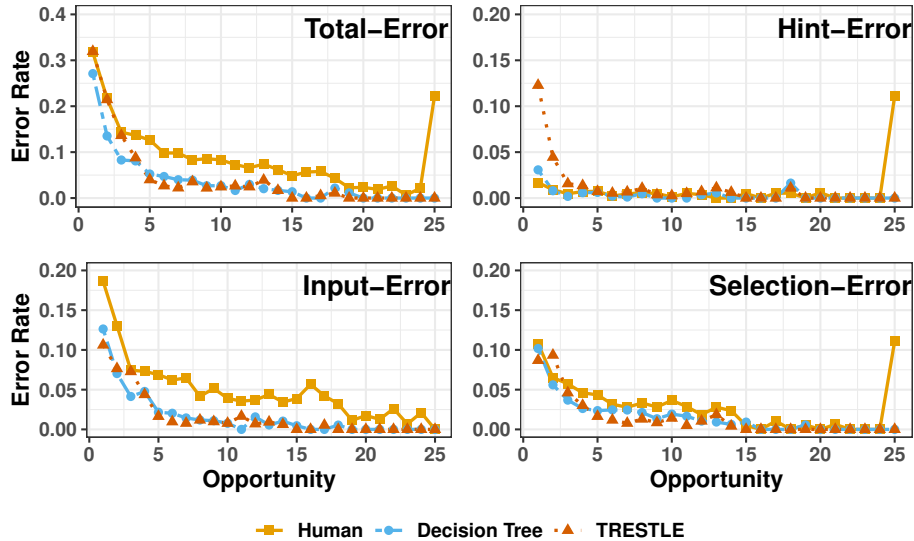 Total−Error
Hint−Error
Error Rate
0.4
0.3
0.2
0.1
0.0
0.20
0.15
0.10
0.05
0.00
0 5 10 15 20 25
0 5 10 15 20 25
Input−Error
Selection−Error
Error Rate
0.20
0.15
0.10
0.05
0.00
0.20
0.15
0.10
0.05
0.00
0 5 10 15 20 25
0 5 10 15 20 25
Opportunity
Opportunity
Human Decision Tree TRESTLE